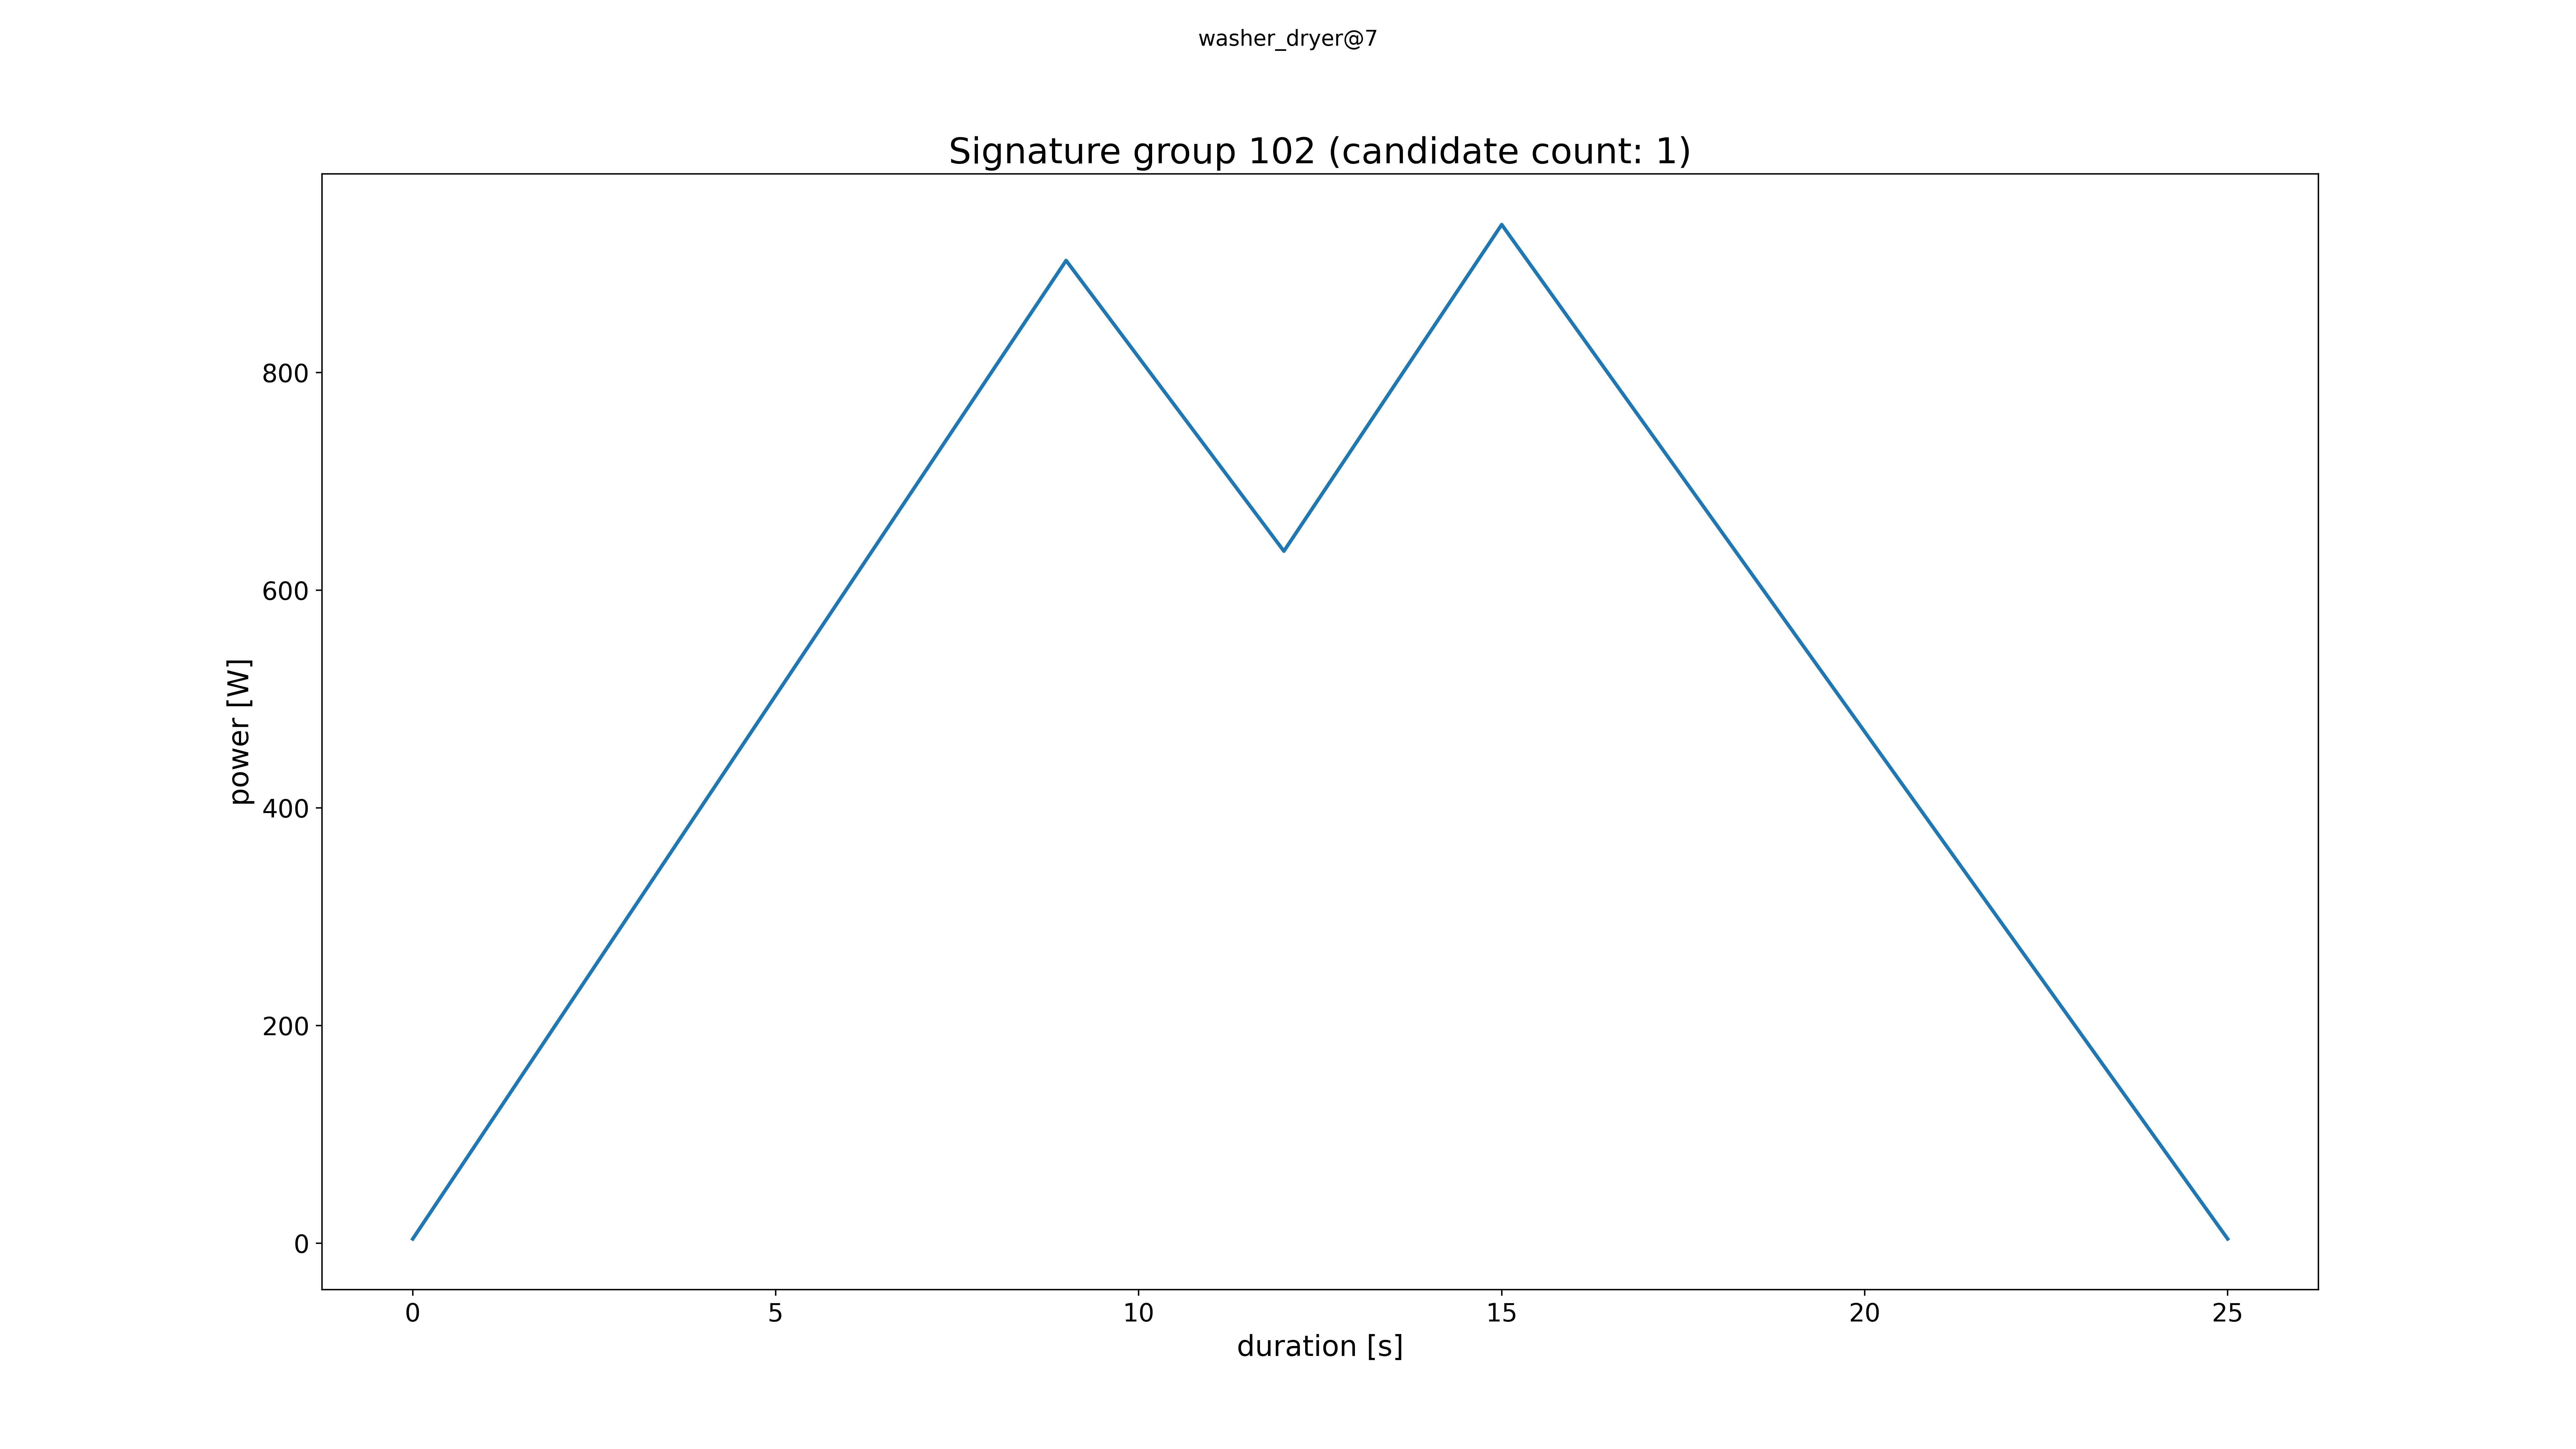 washer_dryer@7
Signature group 102 (candidate count: 1)
800
600
400
200
0
power [W]
0 5 10 15 20 25
duration [s]